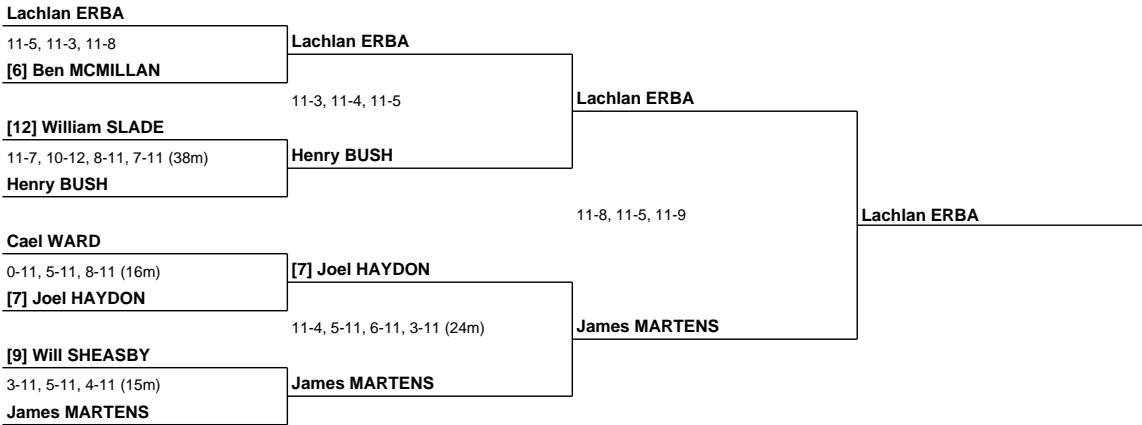 Lachlan ERBA
11-5, 11-3, 11-8
[6] Ben MCMILLAN
Lachlan ERBA
11-3, 11-4, 11-5
Lachlan ERBA
[12] William SLADE
11-7, 10-12, 8-11, 7-11 (38m)
Henry BUSH
Henry BUSH
11-8, 11-5, 11-9
Lachlan ERBA
Cael WARD
0-11, 5-11, 8-11 (16m)
[7] Joel HAYDON
[7] Joel HAYDON
11-4, 5-11, 6-11, 3-11 (24m)
James MARTENS
[9] Will SHEASBY
3-11, 5-11, 4-11 (15m)
James MARTENS
James MARTENS